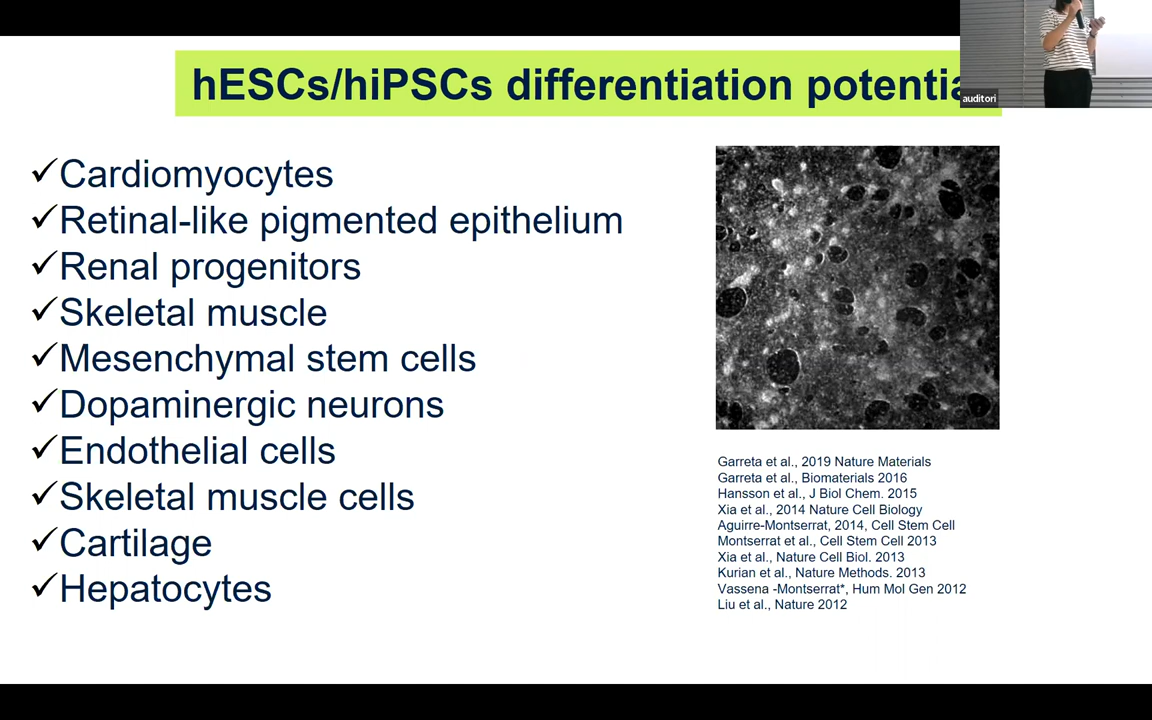 hESCs/hiPSCs differentiation potentia
auditori
✓Cardiomyocytes
✓Retinal-like pigmented epithelium
✓Renal progenitors
✓Skeletal muscle
✓Mesenchymal stem cells
✓Dopaminergic neurons
✓Endothelial cells
✓Skeletal muscle cells
✓Cartilage
✓Hepatocytes
Garreta et al., 2019 Nature Materials
Garreta et al., Biomaterials 2016
Hansson et al., J Biol Chem. 2015
Xia et al., 2014 Nature Cell Biology
Aguirre-Montserrat, 2014, Cell Stem Cell
Montserrat et al., Cell Stem Cell 2013
Xia et al., Nature Cell Biol. 2013
Kurian et al., Nature Methods. 2013
Vassena -Montserrat*, Hum Mol Gen 2012
Liu et al., Nature 2012